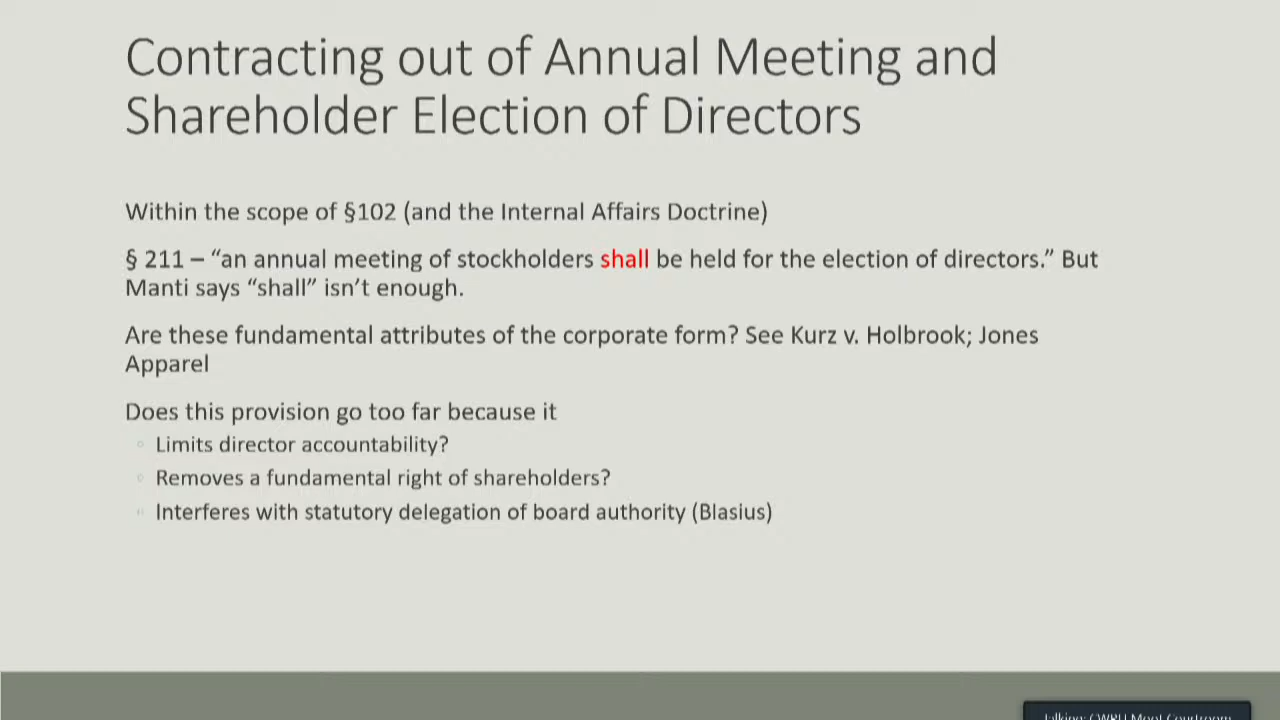 Contracting out of Annual Meeting and
Shareholder Election of Directors
Within the scope of §102 (and the Internal Affairs Doctrine)
§ 211 – “an annual meeting of stockholders shall be held for the election of directors.” But
Manti says “shall” isn’t enough.
Are these fundamental attributes of the corporate form? See Kurz v. Holbrook; Jones
Apparel
Does this provision go too far because it
Limits director accountability?
Removes a fundamental right of shareholders?
Interferes with statutory delegation of board authority (Blasius)